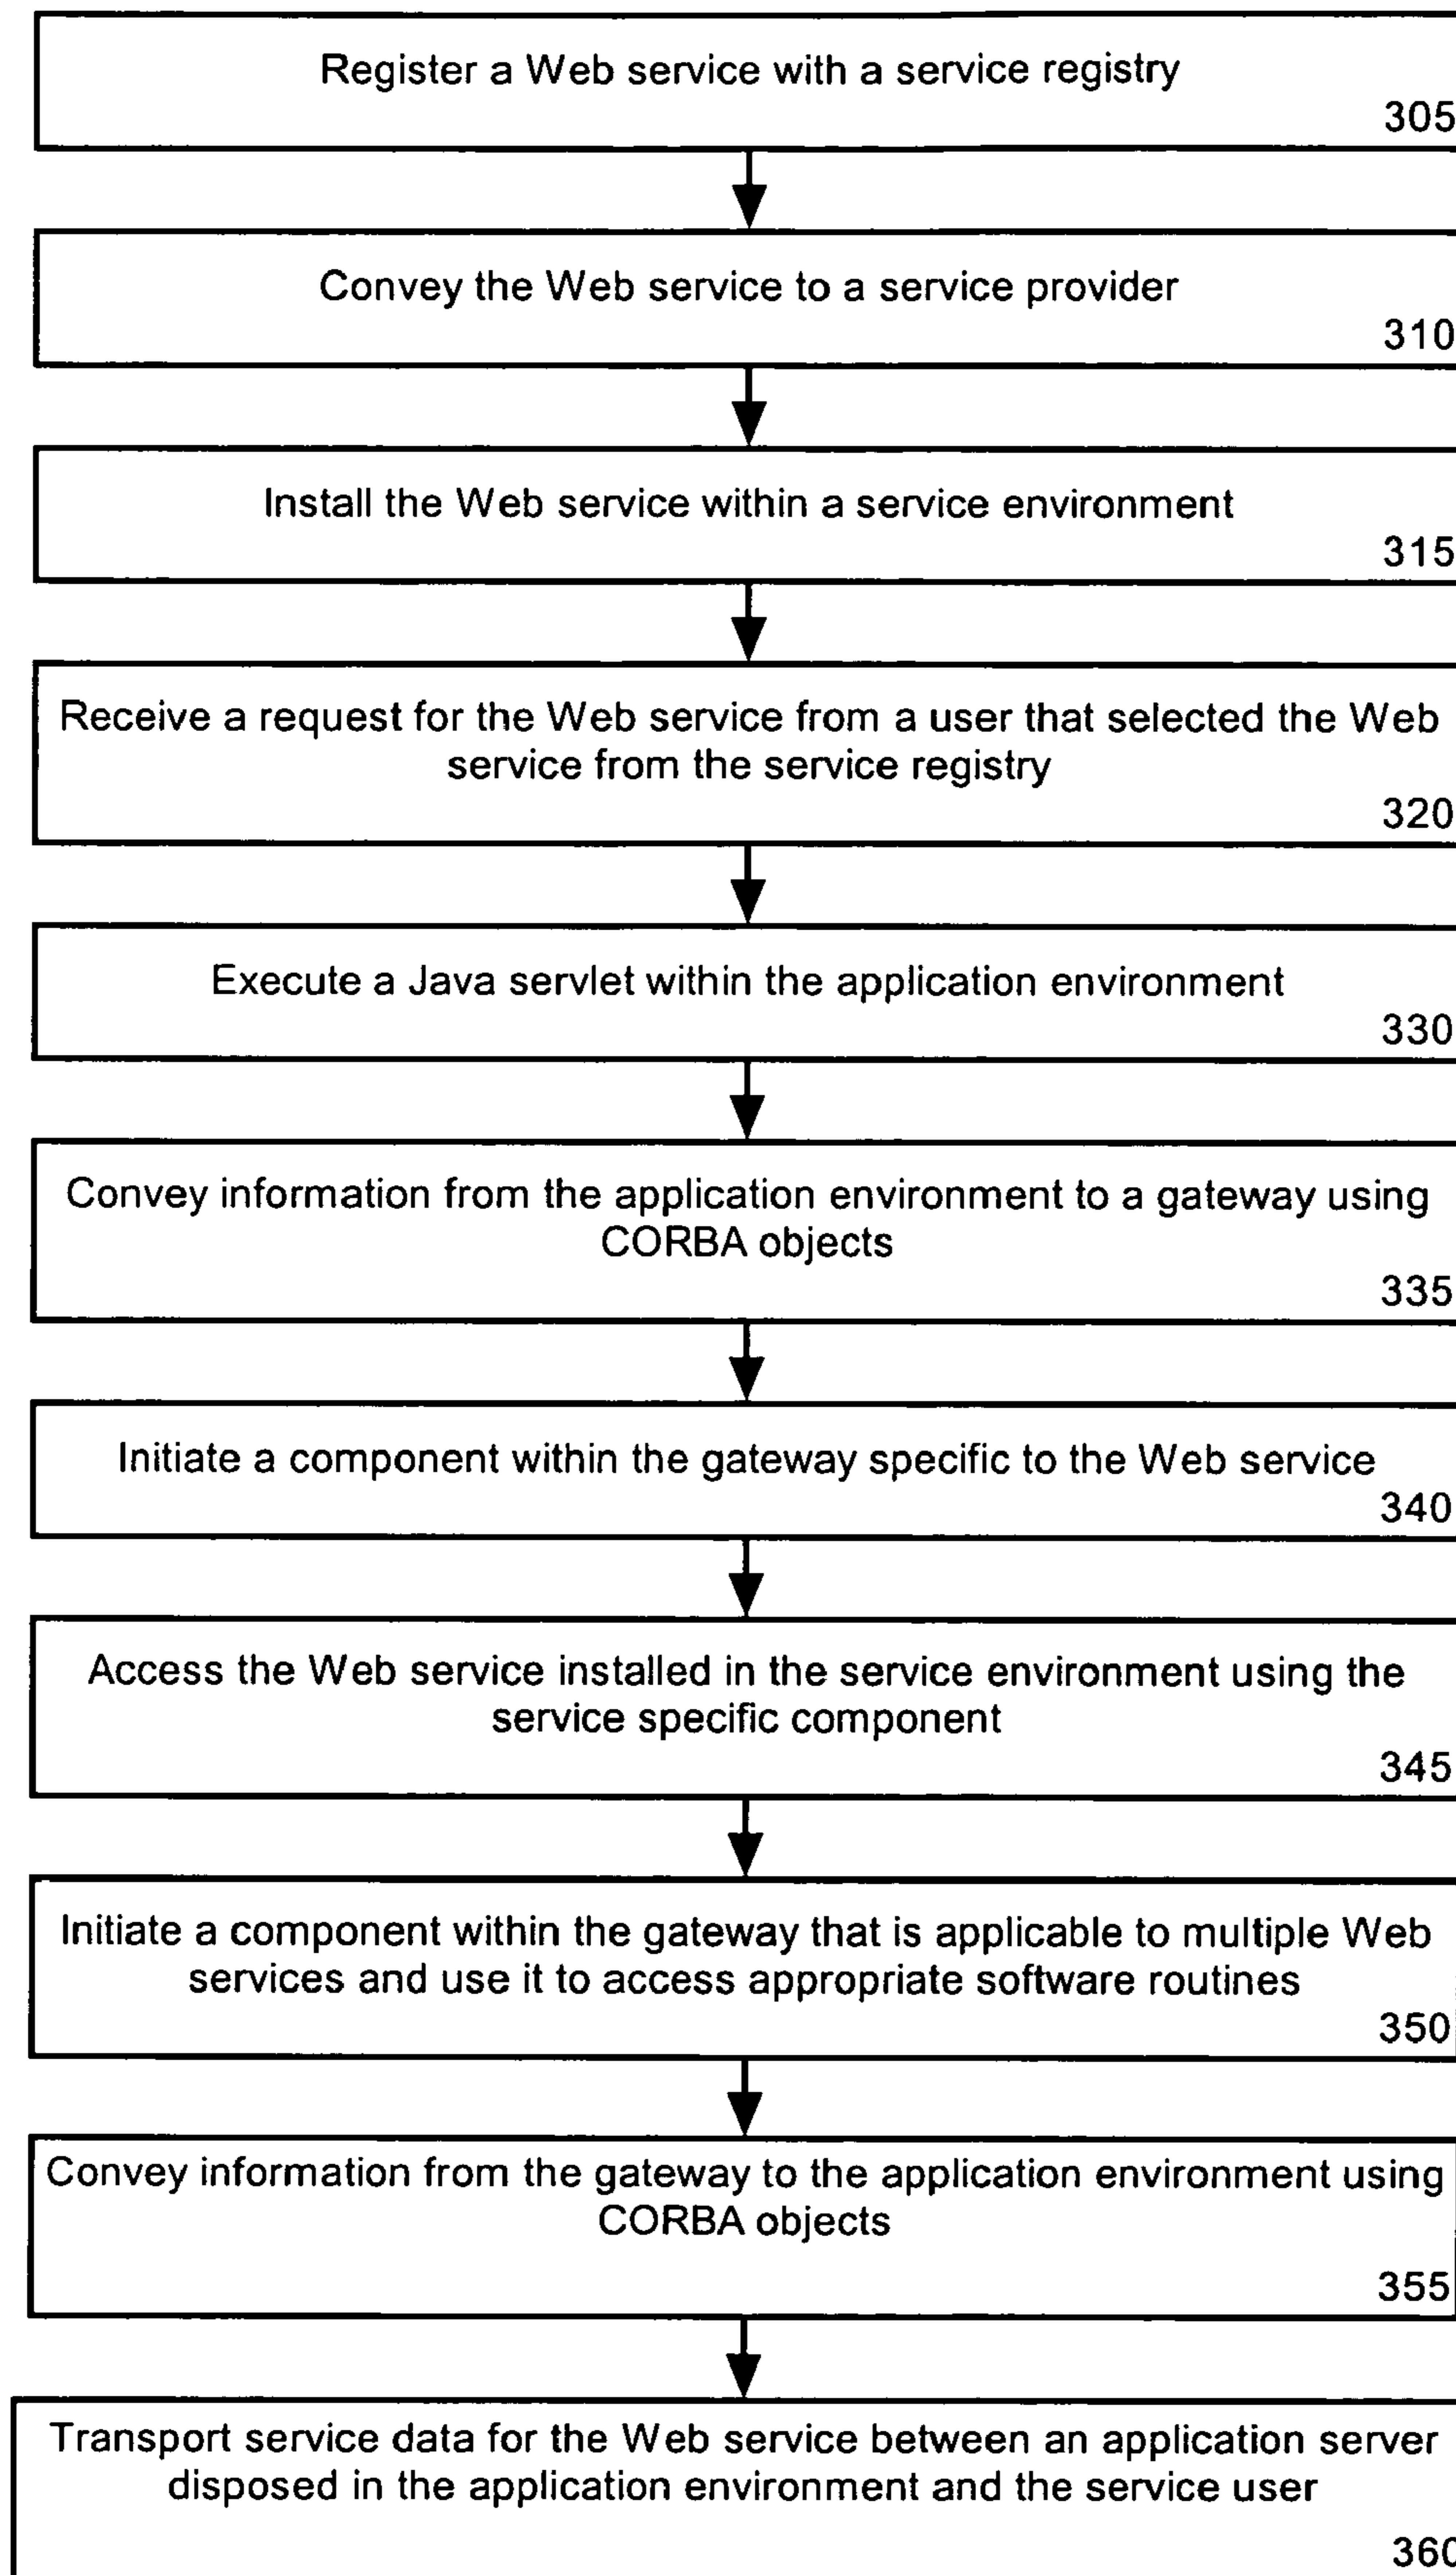 Register a Web service with a service registry
305
Convey the Web service to a service provider
310
Install the Web service within a service environment
315
Receive a request for the Web service from a user that selected the Web
service from the service registry
320
Execute a Java servlet within the application environment
330
Convey information from the application environment to a gateway using
CORBA objects
335
Initiate a component within the gateway specific to the Web service
340
Access the Web service installed in the service environment using the
service specific component
345
Initiate a component within the gateway that is applicable to multiple Web
services and use it to access appropriate software routines
350
Convey information from the gateway to the application environment using
CORBA objects
355
Transport service data for the Web service between an application server
disposed in the application environment and the service user
360